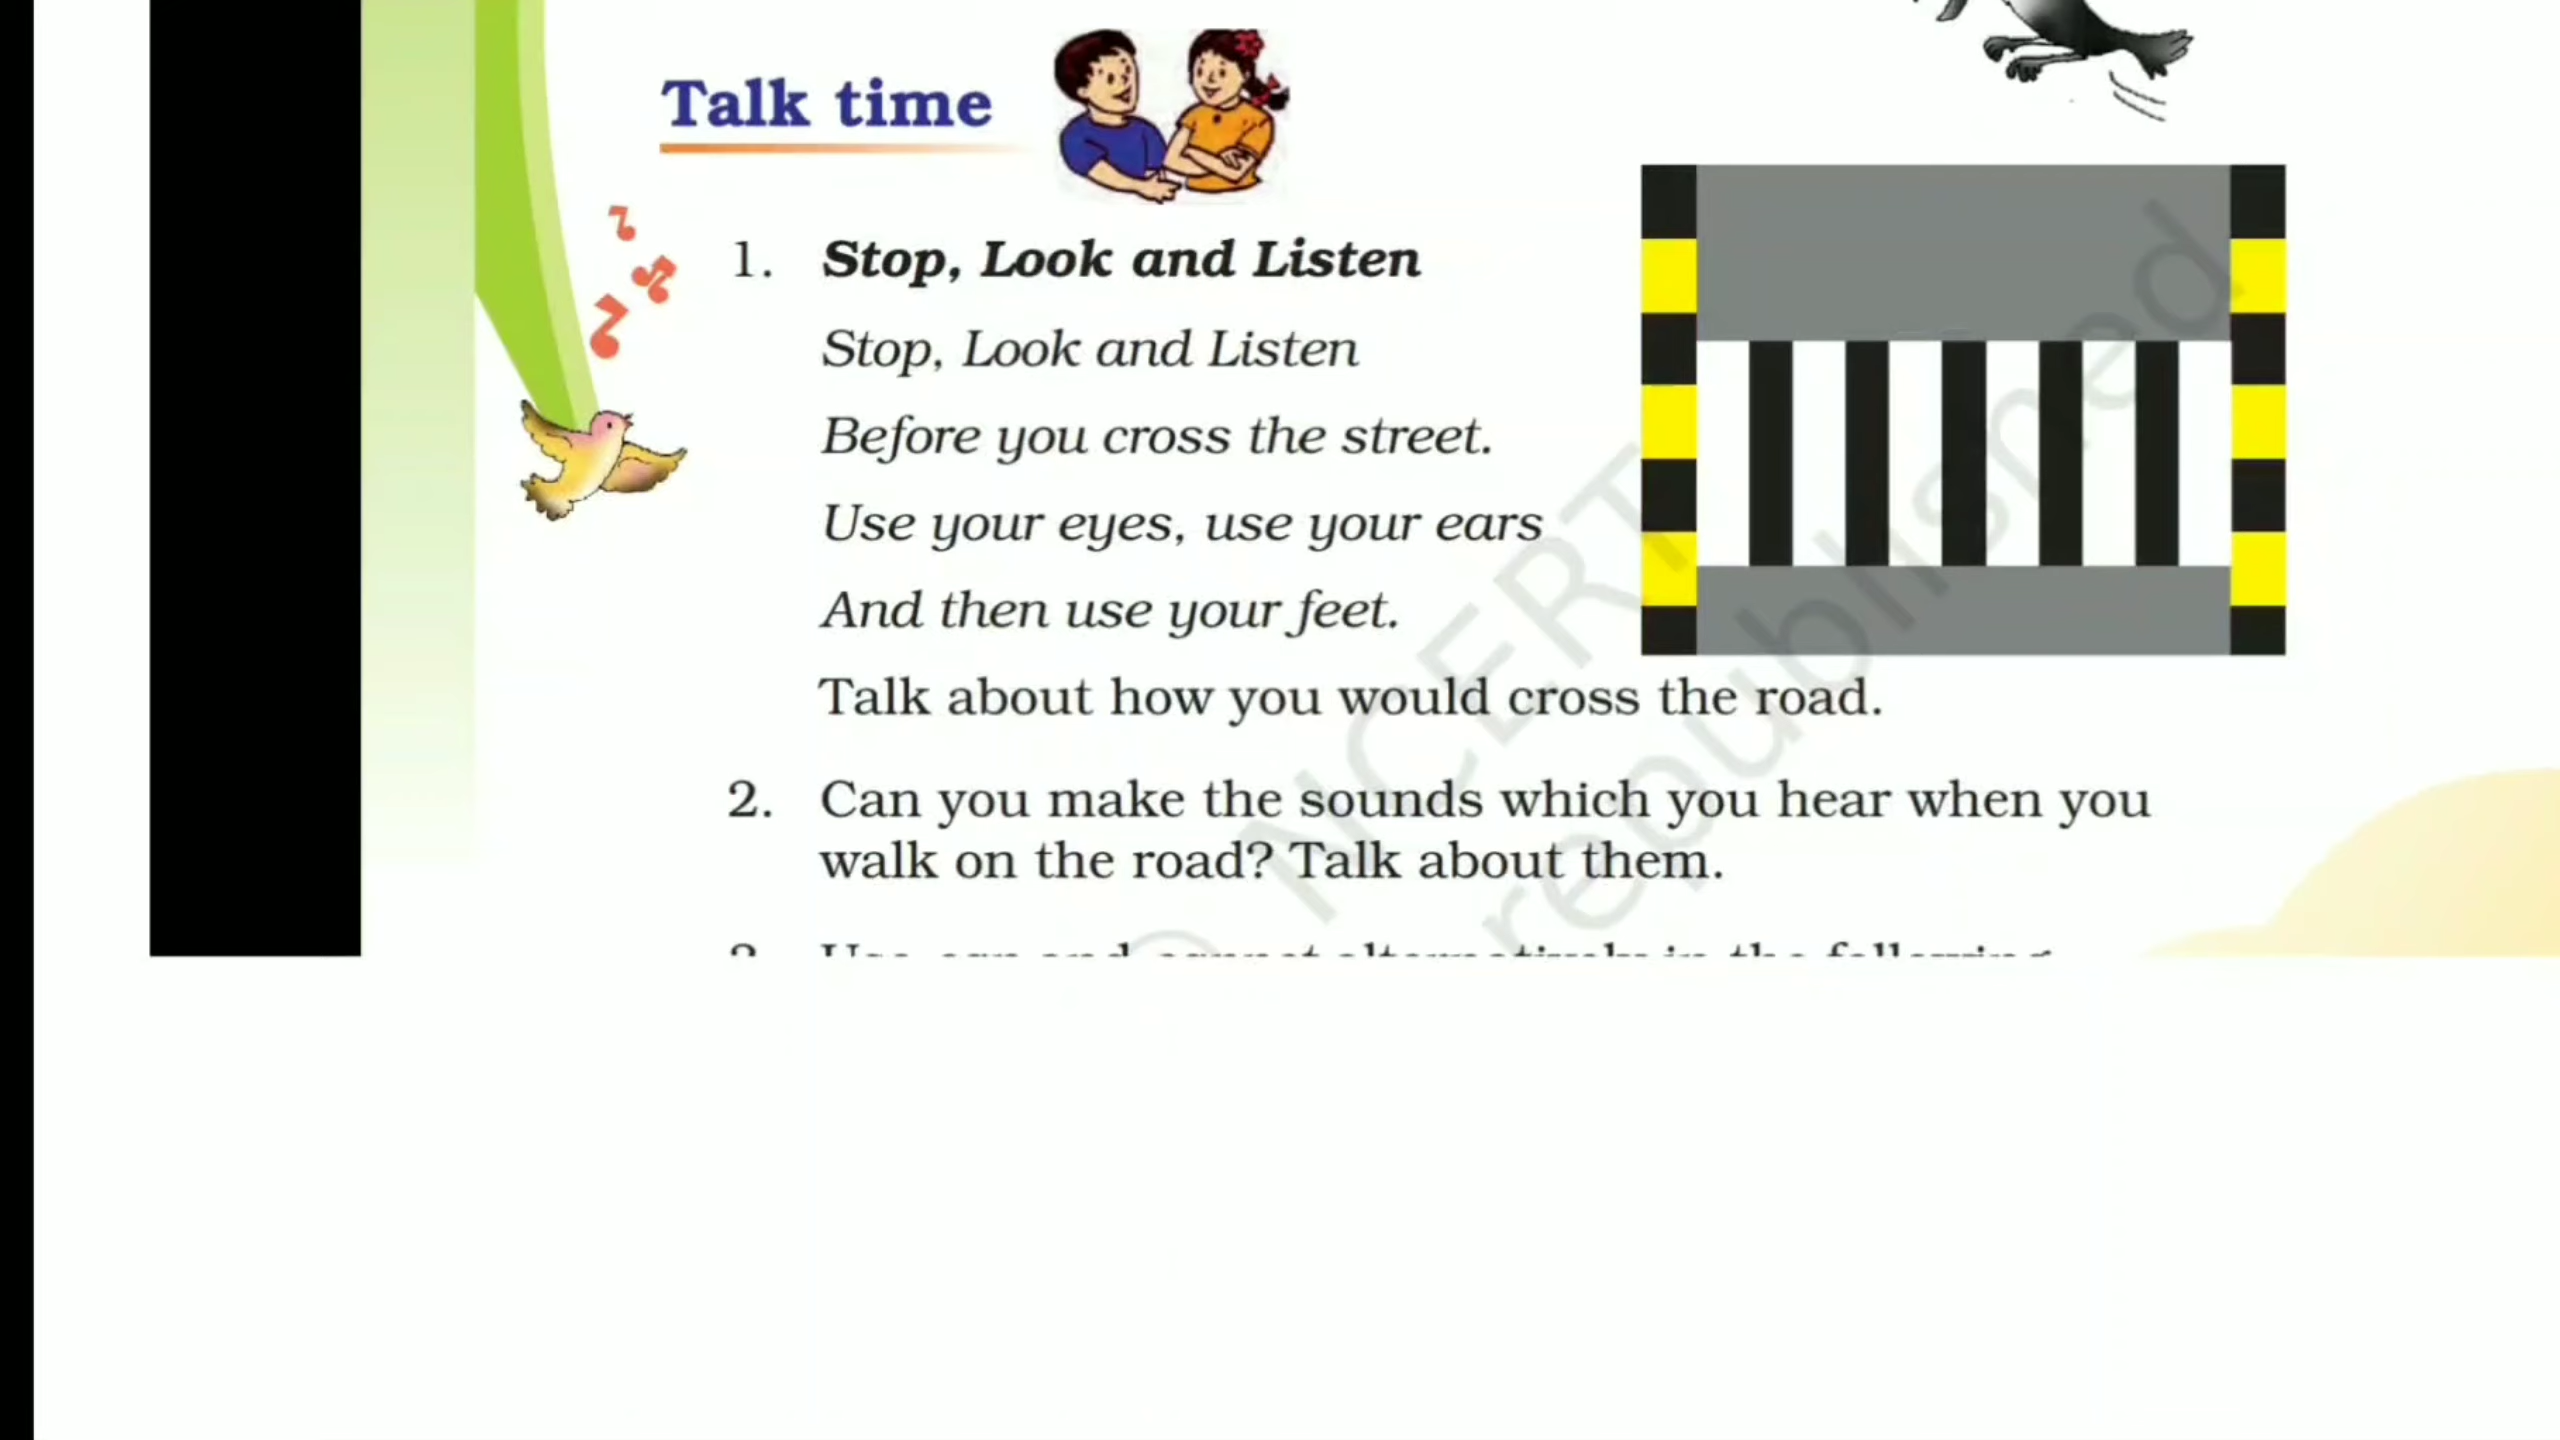 Talk time
1. Stop, Look and Listen
Stop, Look and Listen
Before you cross the street.
Use your eyes, use your ears
And then use your feet.
Talk about how you would cross the road.
2. Can you make the sounds which you hear when you
walk on the road? Talk about them.
© NCERT
republished